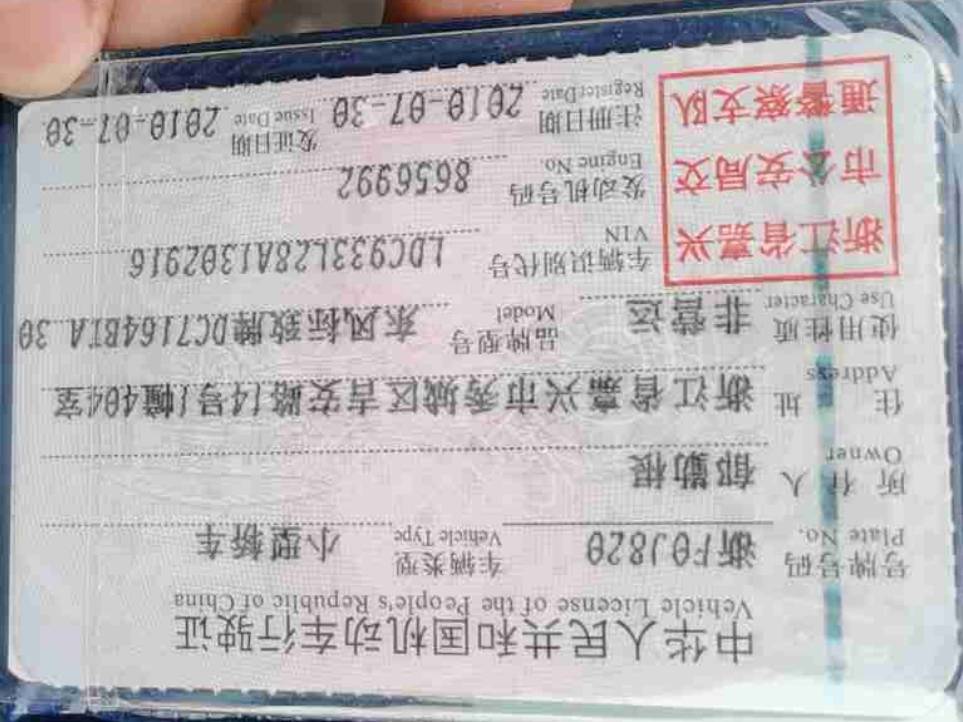 中华人民共和国机动车行驶证
Vehicle License of the People's Republic of China
号牌号码 浙F0J820 车辆类型 小型轿车
Plate No. Vehicle Type
所有人 郁勤根
Owner
住址 浙江省嘉兴市秀城区吉安路14号1幢404室
Address
使用性质 非营运 品牌型号 东风标致牌DC7164BTA 30
Use Character Model
浙江省嘉兴
市公安局交
通警察支队
车辆识别代号 LDC933L28A1302916
VIN
发动机号码 8656992
Engine No.
注册日期 2010-07-30 发证日期 2010-07-30
Register Date Issue Date